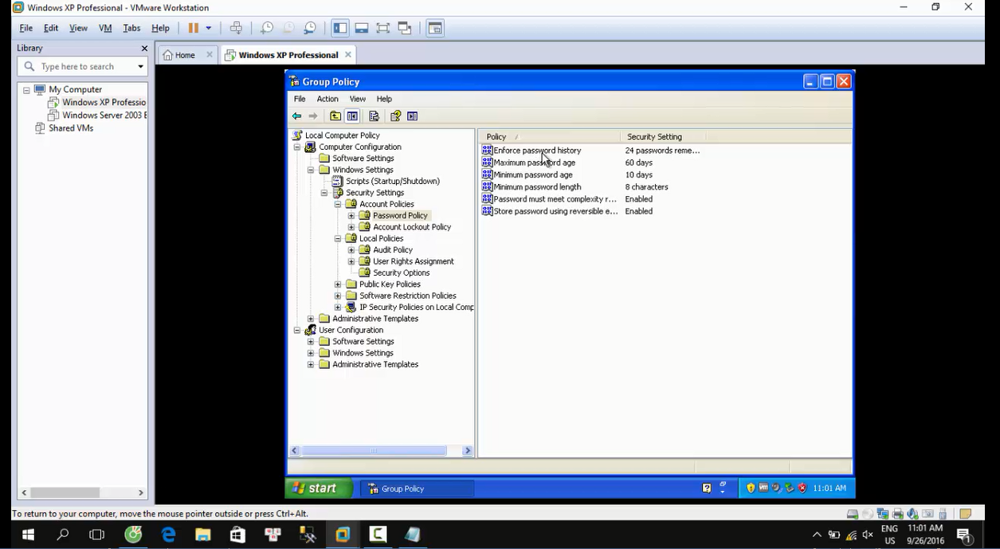 Windows XP Professional - VMware Workstation
File Edit View VM Tabs Help
Library
Type here to search
My Computer
Windows XP Professio
Windows Server 2003 E
Shared VMs
Home
Windows XP Professional
Group Policy
File Action View Help
Local Computer Policy
Computer Configuration
Software Settings
Windows Settings
Scripts (Startup/Shutdown)
Security Settings
Account Policies
Password Policy
Account Lockout Policy
Local Policies
Audit Policy
User Rights Assignment
Security Options
Public Key Policies
Software Restriction Policies
IP Security Policies on Local Comp
Administrative Templates
User Configuration
Software Settings
Windows Settings
Administrative Templates
Policy Security Setting
Enforce password history 24 passwords reme...
Maximum password age 60 days
Minimum password age 10 days
Minimum password length 8 characters
Password must meet complexity r... Enabled
Store password using reversible e... Enabled
start Group Policy 11:01 AM
To return to your computer, move the mouse pointer outside or press Ctrl+Alt.
ENG 11:01 AM
US 9/26/2016